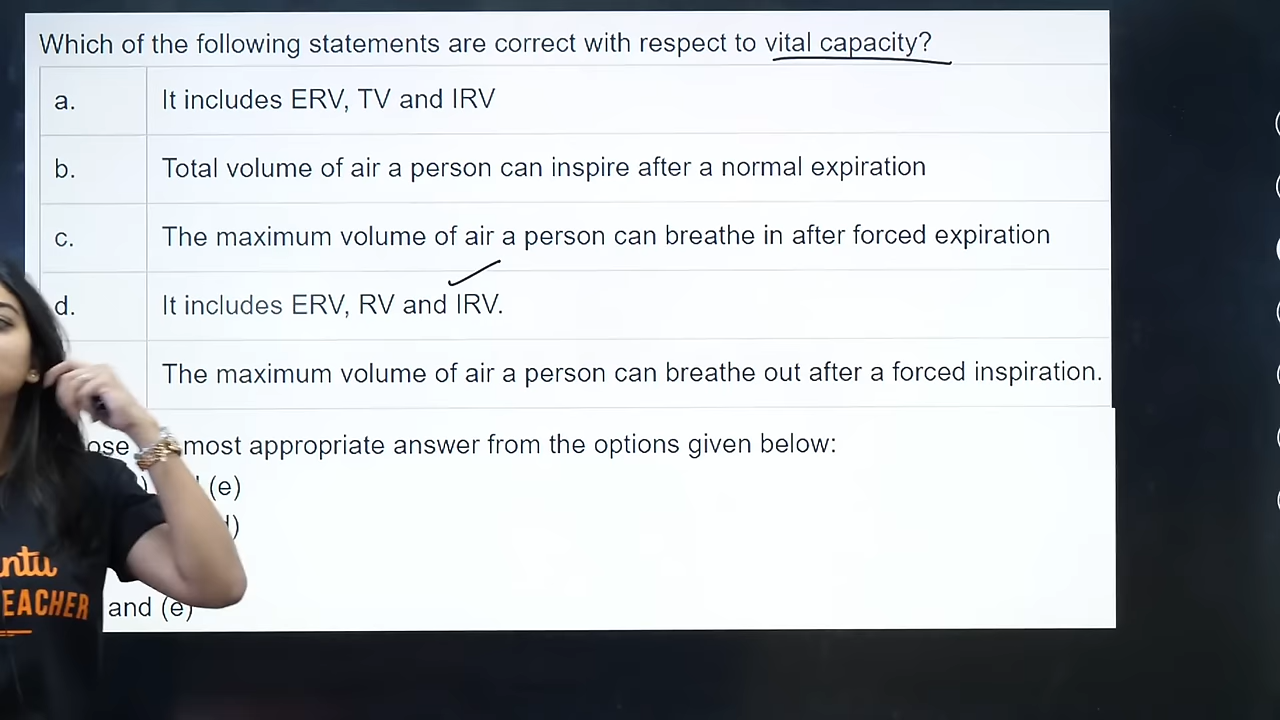 Which of the following statements are correct with respect to vital capacity?
a. It includes ERV, TV and IRV
b. Total volume of air a person can inspire after a normal expiration
c. The maximum volume of air a person can breathe in after forced expiration
d. It includes ERV, RV and IRV.
The maximum volume of air a person can breathe out after a forced inspiration.
most appropriate answer from the options given below:
(e)
and (e)
EACHER